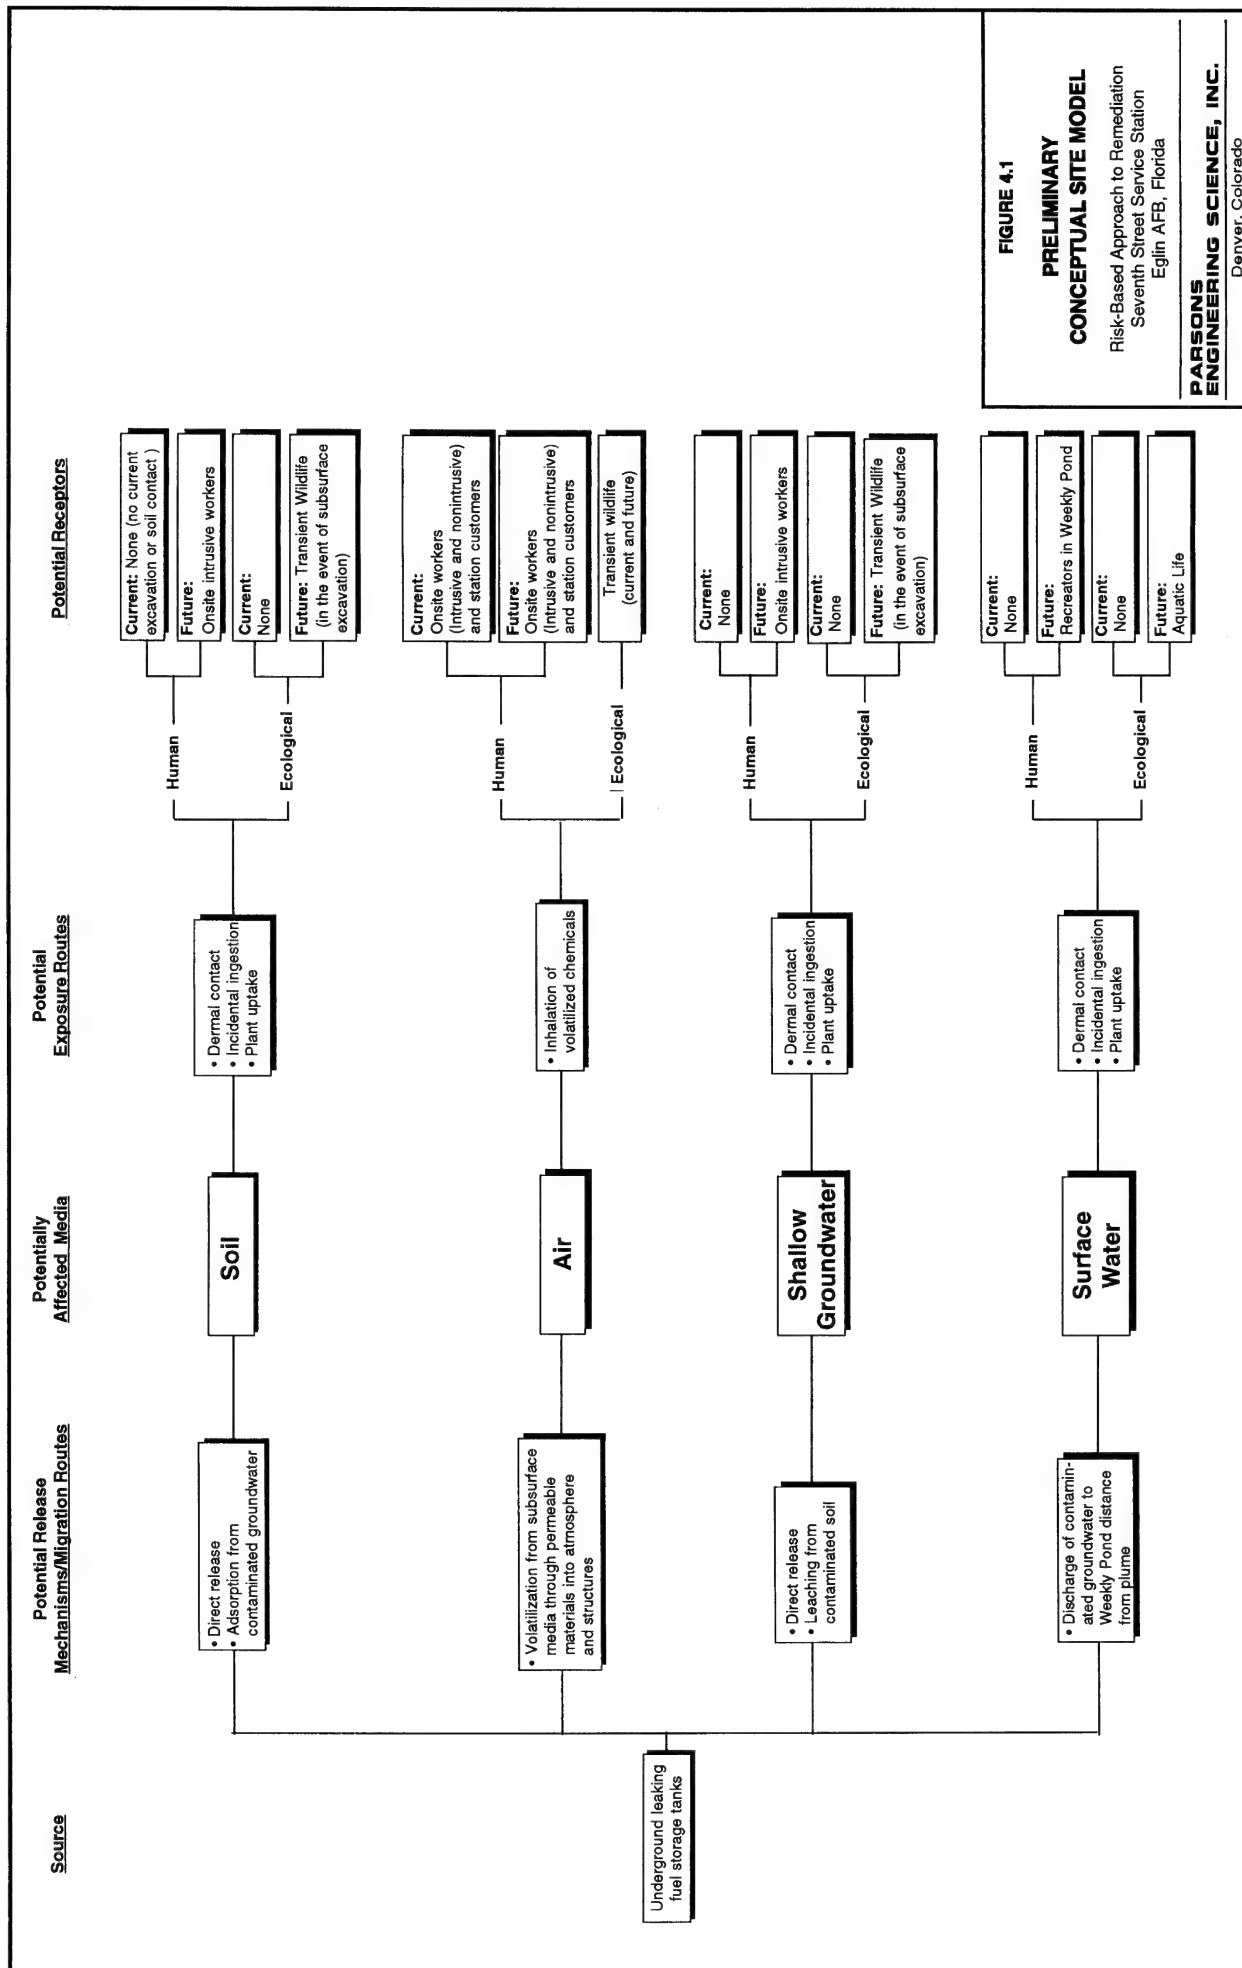 Source
Potential Release
Mechanisms/Migration Routes
Potentially
Affected Media
Potential
Exposure Routes
Potential Receptors
Underground leaking
fuel storage tanks
• Direct release
• Adsorption from
contaminated groundwater
Soil
• Dermal contact
• Incidental ingestion
• Plant uptake
Human
Current: None (no current
excavation or soil contact )
Future:
Onsite intrusive workers
Ecological
Current:
None
Future: Transient Wildlife
(in the event of subsurface
excavation)
• Volatilization from subsurface
media through permeable
materials into atmosphere
and structures
Air
• Inhalation of
volatilized chemicals
Human
Current:
Onsite workers
(Intrusive and nonintrusive)
and station customers
Future:
Onsite workers
(Intrusive and nonintrusive)
and station customers
Ecological
Transient wildlife
(current and future)
• Direct release
• Leaching from
contaminated soil
Shallow
Groundwater
• Dermal contact
• Incidental ingestion
• Plant uptake
Human
Current:
None
Future:
Onsite intrusive workers
Ecological
Current:
None
Future: Transient Wildlife
(in the event of subsurface
excavation)
• Discharge of contamin-
ated groundwater to
Weekly Pond distance
from plume
Surface
Water
• Dermal contact
• Incidental ingestion
• Plant uptake
Human
Current:
None
Future:
Recreators in Weekly Pond
Ecological
Current:
None
Future:
Aquatic Life
FIGURE 4.1
PRELIMINARY
CONCEPTUAL SITE MODEL
Risk-Based Approach to Remediation
Seventh Street Service Station
Eglin AFB, Florida
PARSONS
ENGINEERING SCIENCE, INC.
Denver, Colorado